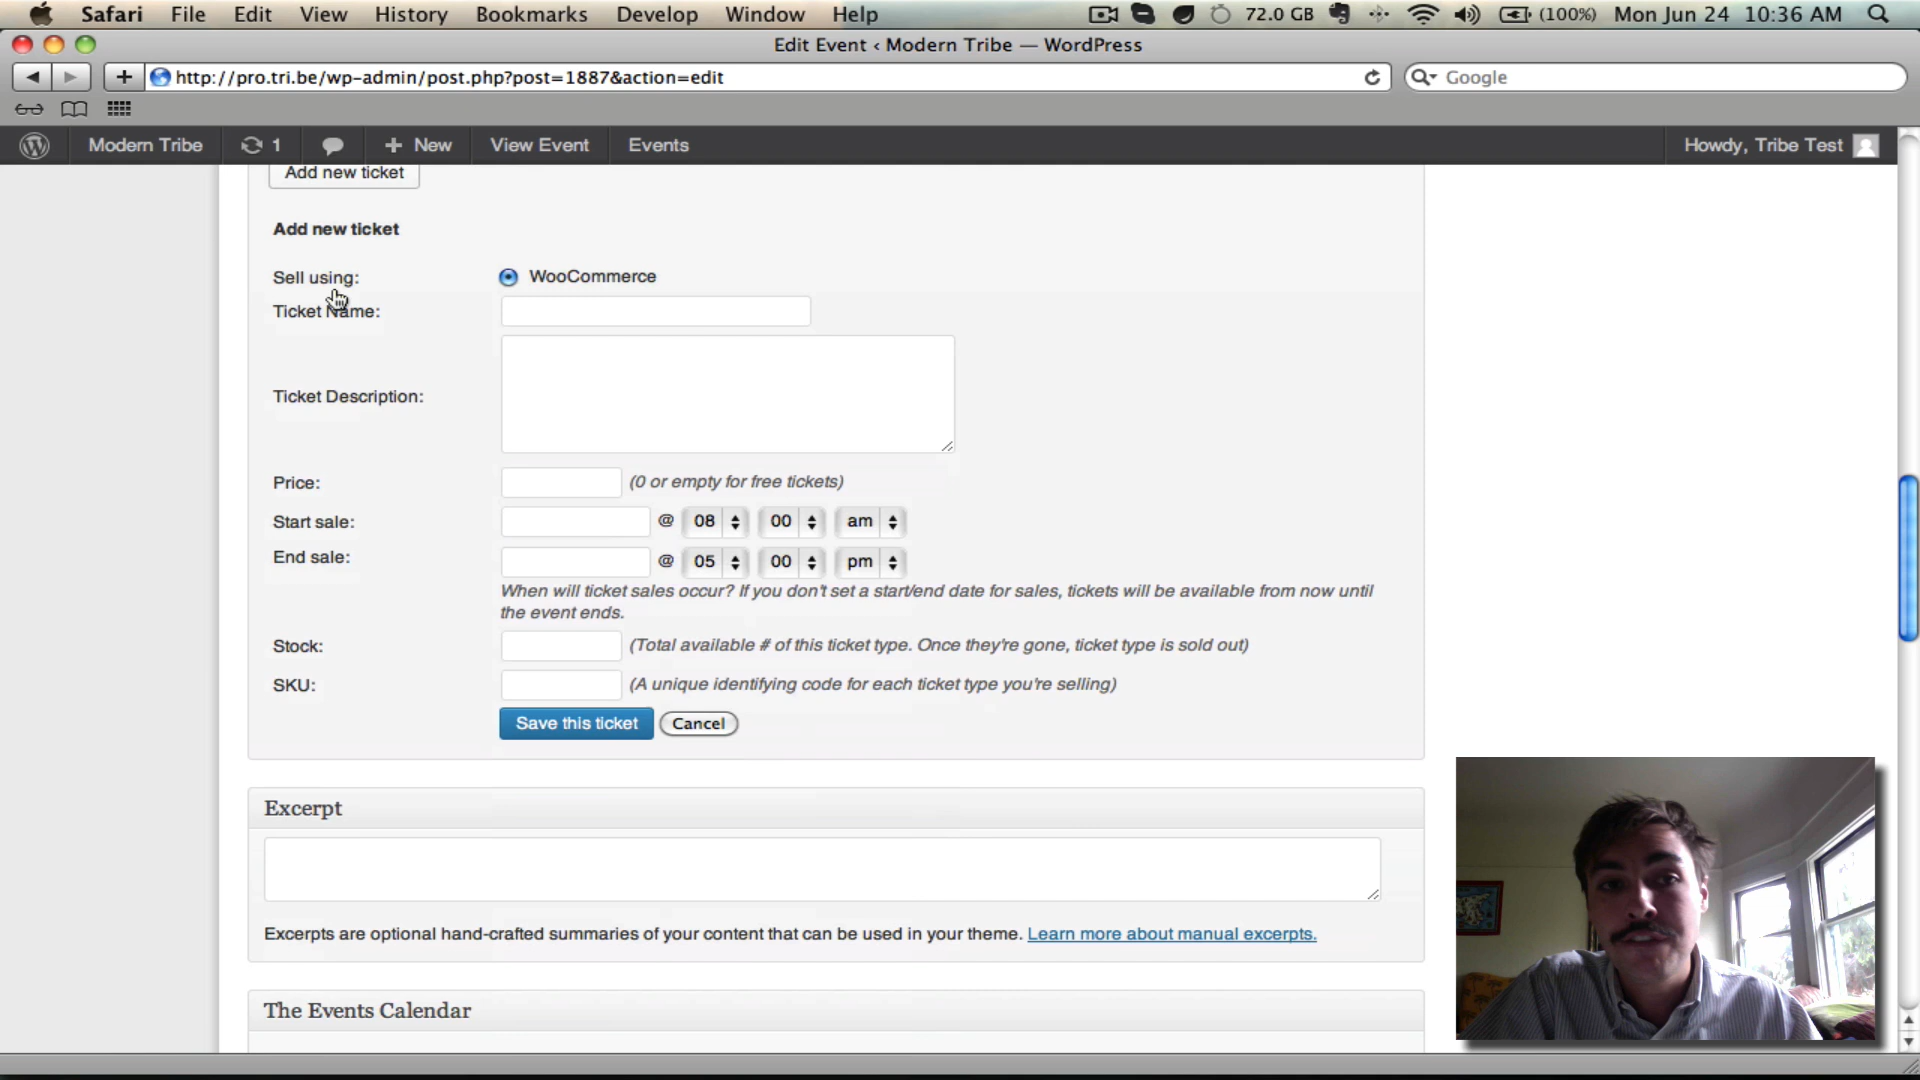 Safari File Edit View History Bookmarks Develop Window Help 72.0 GB (100%) Mon Jun 24 10:36 AM
Edit Event ‹ Modern Tribe — WordPress
http://pro.tri.be/wp-admin/post.php?post=1887&action=edit Google
Modern Tribe 1 New View Event Events Howdy, Tribe Test
Add new ticket
Add new ticket
Sell using: WooCommerce
Ticket Name:
Ticket Description:
Price: (0 or empty for free tickets)
Start sale: @ 08 00 am
End sale: @ 05 00 pm
When will ticket sales occur? If you don't set a start/end date for sales, tickets will be available from now until
the event ends.
Stock: (Total available # of this ticket type. Once they're gone, ticket type is sold out)
SKU: (A unique identifying code for each ticket type you're selling)
Save this ticket Cancel
Excerpt
Excerpts are optional hand-crafted summaries of your content that can be used in your theme. Learn more about manual excerpts.
The Events Calendar